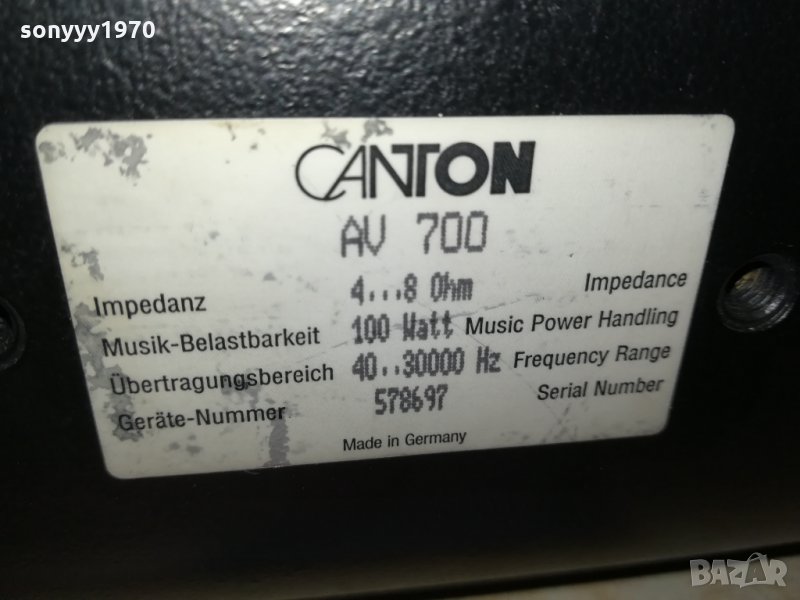 sonyyy1970
CANTON
AV 700
Impedanz 4...8 Ohm Impedance
Musik-Belastbarkeit 100 Watt Music Power Handling
Übertragungsbereich 40..30000 Hz Frequency Range
Geräte-Nummer 578697 Serial Number
Made in Germany
BAZAR